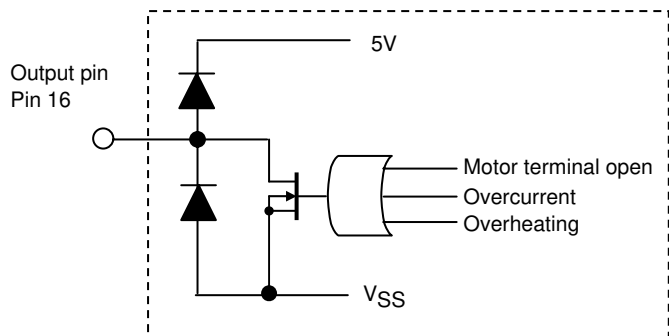 5V
Output pin
Pin 16
Motor terminal open
Overcurrent
Overheating
VSS